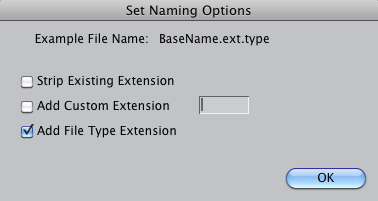 Set Naming Options
Example File Name: BaseName.ext.type
Strip Existing Extension
Add Custom Extension
Add File Type Extension
OK